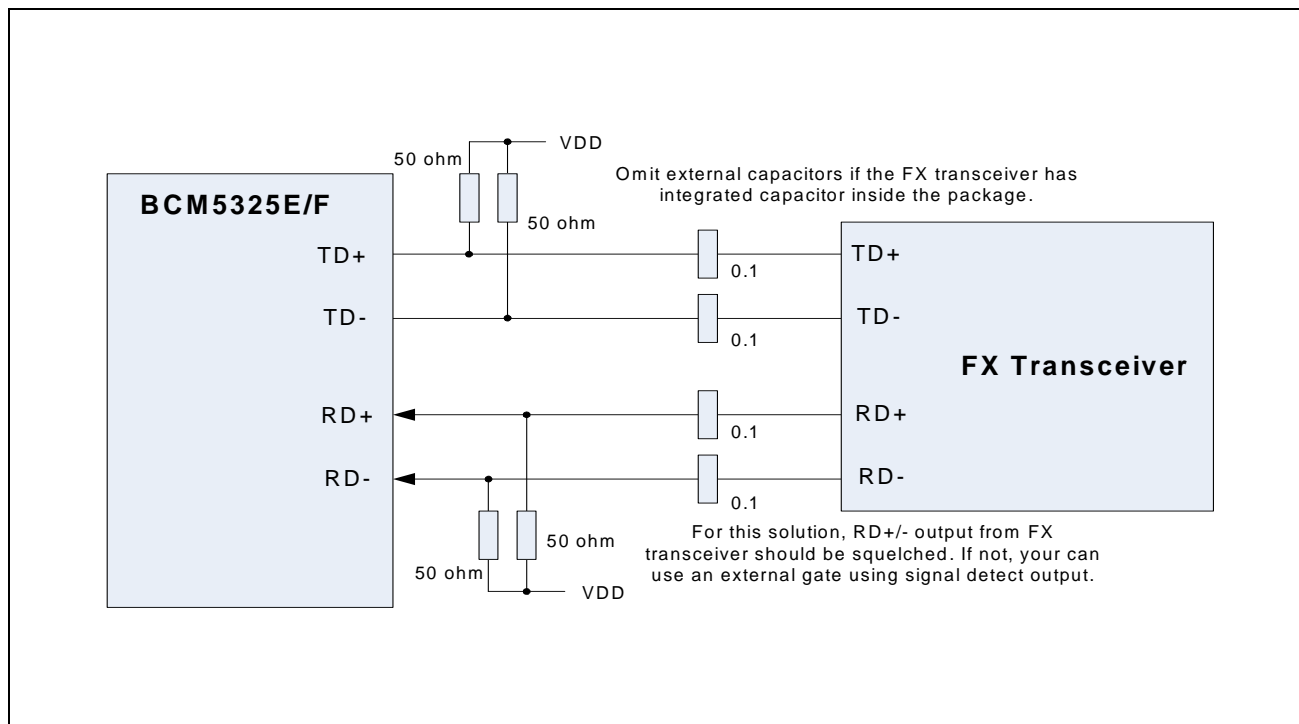 VDD
50 ohm
Omit external capacitors if the FX transceiver has
integrated capacitor inside the package.
BCM5325E/F
50 ohm
TD+
TD+
0.1
TD-
TD-
0.1
FX Transceiver
RD+
RD+
0.1
RD-
RD-
0.1
For this solution, RD+/- output from FX
transceiver should be squelched. If not, your can
use an external gate using signal detect output.
50 ohm
50 ohm
VDD